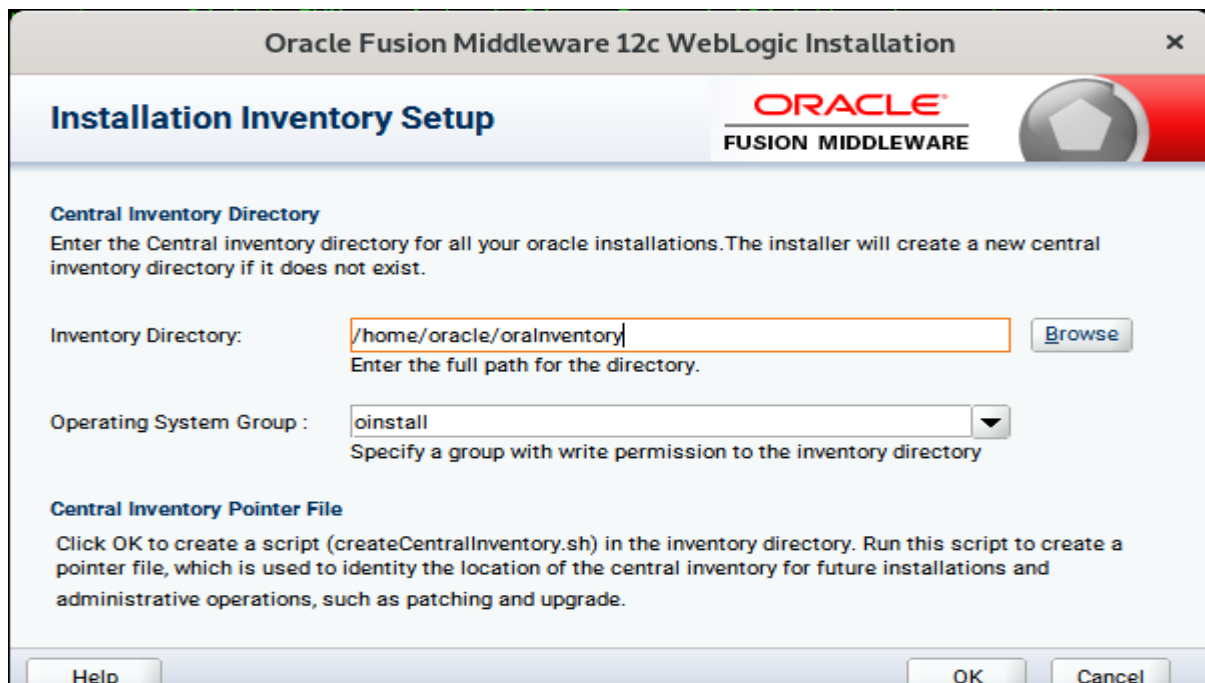 Oracle Fusion Middleware 12c WebLogic Installation ×
Installation Inventory Setup
ORACLE
FUSION MIDDLEWARE
Central Inventory Directory
Enter the Central inventory directory for all your oracle installations.The installer will create a new central
inventory directory if it does not exist.
Inventory Directory: /home/oracle/oraInventory Browse
Enter the full path for the directory.
Operating System Group : oinstall
Specify a group with write permission to the inventory directory
Central Inventory Pointer File
Click OK to create a script (createCentralInventory.sh) in the inventory directory. Run this script to create a
pointer file, which is used to identity the location of the central inventory for future installations and
administrative operations, such as patching and upgrade.
Help OK Cancel